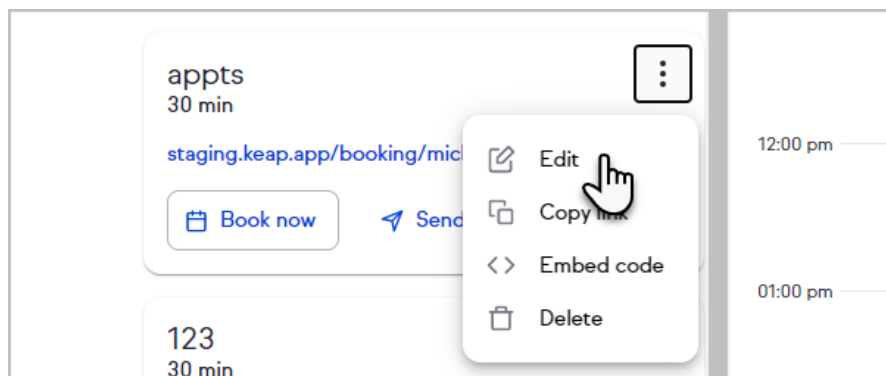 appts
30 min
staging.keap.app/booking/mic
Book now
Send
Edit
Copy link
Embed code
Delete
123
30 min
12:00 pm
01:00 pm